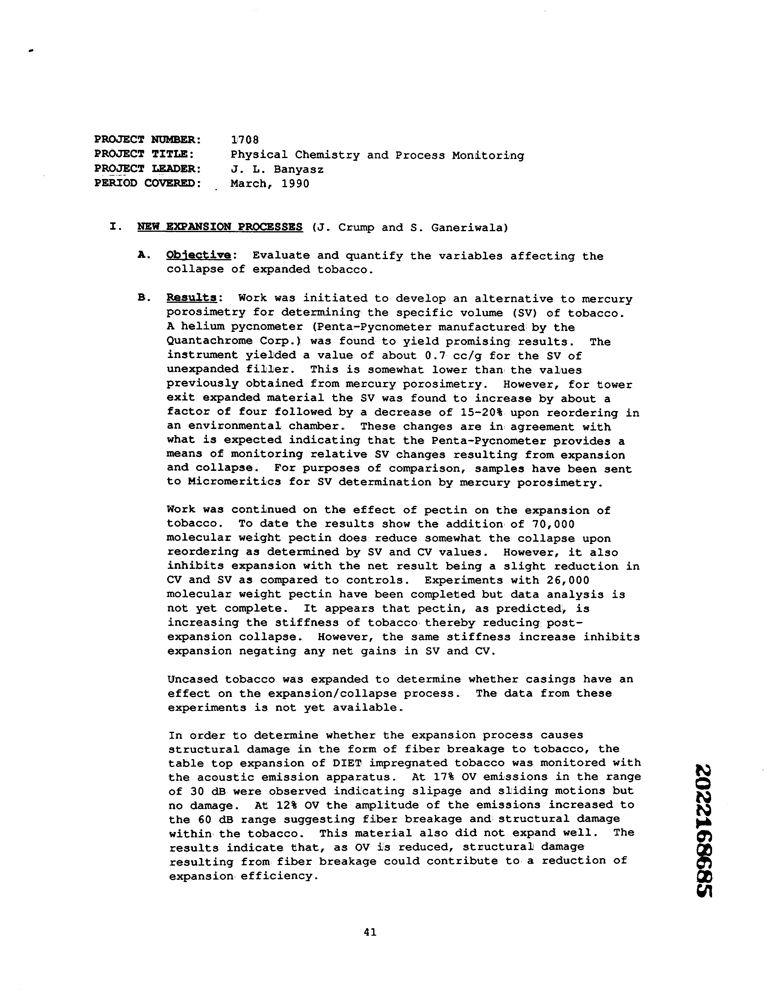 PROJECT NUMBER: 1708
PROJECT TITLE: Physical Chemistry and Process Monitoring
PROJECT LEADER: J. L. Banyasz
PERIOD COVERED: March, 1990
I. NEW EXPANSION PROCESSES (J. Crump and S. Ganeriwala)
A. Objective: Evaluate and quantify the variables affecting the
collapse of expanded tobacco.
B. Results: Work was initiated to develop an alternative to mercury
porosimetry for determining the specific volume (SV) of tobacco.
A helium pycnometer (Penta-Pycnometer manufactured by the
Quantachrome Corp.) was found to yield promising results. The
instrument yielded a value of about 0.7 cc/g for the SV of
unexpanded filler. This is somewhat lower than the values
previously obtained from mercury porosimetry. However, for tower
exit expanded material the SV was found to increase by about a
factor of four followed by a decrease of 15-20% upon reordering in
an environmental chamber. These changes are in agreement with
what is expected indicating that the Penta-Pycnometer provides a
means of monitoring relative SV changes resulting from expansion
and collapse. For purposes of comparison, samples have been sent
to Micromeritics for SV determination by mercury porosimetry.
Work was continued on the effect of pectin on the expansion of
tobacco. To date the results show the addition of 70,000
molecular weight pectin does reduce somewhat the collapse upon
reordering as determined by SV and CV values. However, it also
inhibits expansion with the net result being a slight reduction in
CV and SV as compared to controls. Experiments with 26,000
molecular weight pectin have been completed but data analysis is
not yet complete. It appears that pectin, as predicted, is
increasing the stiffness of tobacco thereby reducing post-
expansion collapse. However, the same stiffness increase inhibits
expansion negating any net gains in SV and CV.
Uncased tobacco was expanded to determine whether casings have an
effect on the expansion/collapse process. The data from these
experiments is not yet available.
In order to determine whether the expansion process causes
structural damage in the form of fiber breakage to tobacco, the
table top expansion of DIET impregnated tobacco was monitored with
the acoustic emission apparatus. At 17% OV emissions in the range
of 30 dB were observed indicating slipage and sliding motions but
no damage. At 12% OV the amplitude of the emissions increased to
the 60 dB range suggesting fiber breakage and structural damage
within the tobacco. This material also did not expand well. The
results indicate that, as OV is reduced, structural damage
resulting from fiber breakage could contribute to a reduction of
expansion efficiency.
2022168685
41